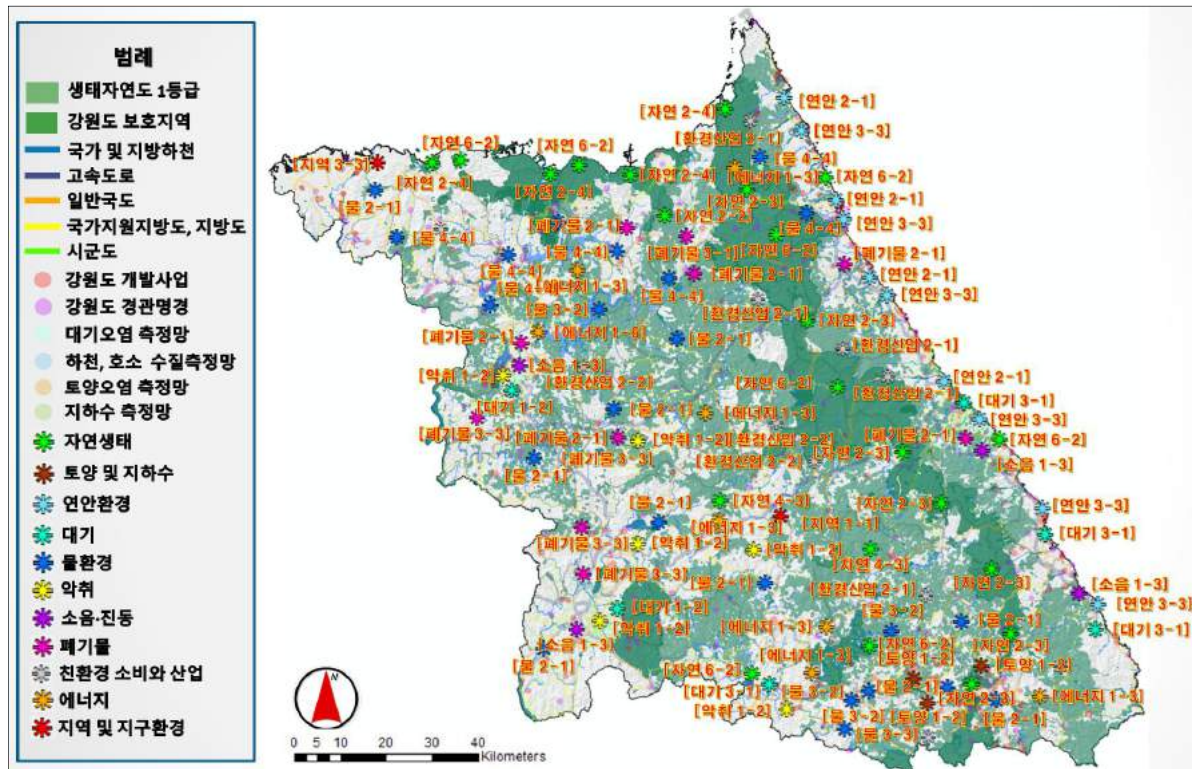 범례
생태자연도 1등급
강원도 보호지역
국가 및 지방하천
고속도로
일반국도
국가지원지방도, 지방도
시군도
강원도 개발사업
강원도 경관명경
대기오염 측정망
하천, 호소 수질측정망
토양오염 측정망
지하수 측정망
자연생태
토양 및 지하수
연안환경
대기
물환경
악취
소음·진동
폐기물
친환경 소비와 산업
에너지
지역 및 지구환경
N
0 5 10 20 30 40
Kilometers
[연안 2-1]
[자연 2-4]
[연안 3-3]
[환경산업 2-1]
[자연 6-2] [자연 6-2] [물 4-4]
[지역 3-3] [에너지 1-3] [자연 6-2]
[자연 2-4] [자연 2-4] [자연 2-4] [자연 2-3] [연안 2-1]
[물 2-1] [자연 2-2] [연안 3-3]
[폐기물 2-1] [물 4-4]
[물 4-4] [물 4-4] [폐기물 3-1] [자연 6-2] [폐기물 2-1]
[물 4-4] [폐기물 2-1] [연안 2-1]
[물 4-4] [에너지 1-3] [물 4-4] [연안 3-3]
[물 3-2] [환경산업 2-1] [자연 2-3]
[폐기물 2-1] [에너지 1-6] [물 2-1] [환경산업 2-1]
[소음 1-3]
[악취 1-2] [환경산업 2-2] [자연 6-2] [환경산업 2-1] [연안 2-1]
[대기 1-2] [물 2-1] [에너지 1-3] [대기 3-1]
[연안 3-3]
[폐기물 3-3] [폐기물 2-1] [악취 1-2] [환경산업 2-2] [폐기물 2-1] [자연 6-2]
[물 2-1] [폐기물 3-3] [환경산업 2-2] [자연 2-3] [소음 1-3]
[물 2-1] [자연 4-3] [자연 2-3] [연안 3-3]
[에너지 1-3] [지역 1-1] [대기 3-1]
[폐기물 3-3] [악취 1-2] [악취 1-2] [자연 4-3]
[폐기물 3-3] [물 2-1] [환경산업 2-1] [자연 2-3] [소음 1-3]
[대기 1-2] [물 3-2] [물 2-1] [연안 3-3]
[악취 1-2] [에너지 1-3] [자연 2-3] [대기 3-1]
[소음 1-3] [자연 6-2]
[물 2-1] [자연 6-2] [에너지 1-2] [토양 1-2] [토양 1-2]
[대기 3-1] [물 3-2] [물 2-1] [자연 2-3] [에너지 1-3]
[악취 1-2] [물 3-2] [토양 1-2] [물 2-1]
[물 3-3]